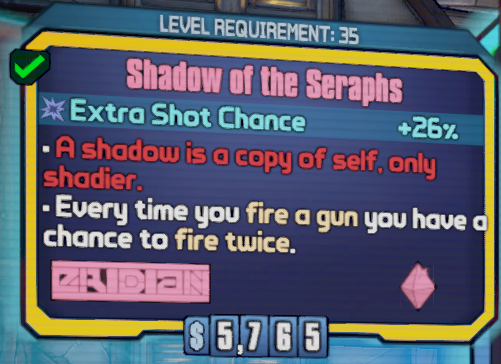 LEVEL REQUIREMENT: 35
Shadow of the Seraphs
Extra Shot Chance +26%
• A shadow is a copy of self, only
shadier.
• Every time you fire a gun you have a
chance to fire twice.
ERIDIAN
$5,765